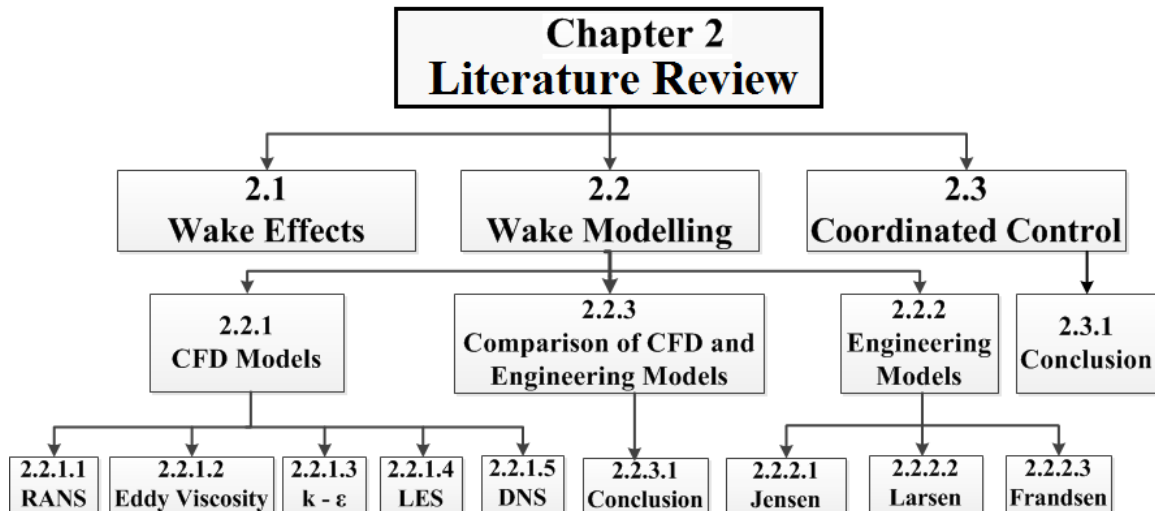 Chapter 2
Literature Review
2.1
Wake Effects
2.2
Wake Modelling
2.3
Coordinated Control
2.2.1
CFD Models
2.2.3
Comparison of CFD and
Engineering Models
2.2.2
Engineering
Models
2.3.1
Conclusion
2.2.1.1
RANS
2.2.1.2
Eddy Viscosity
2.2.1.3
k - ε
2.2.1.4
LES
2.2.1.5
DNS
2.2.3.1
Conclusion
2.2.2.1
Jensen
2.2.2.2
Larsen
2.2.2.3
Frandsen